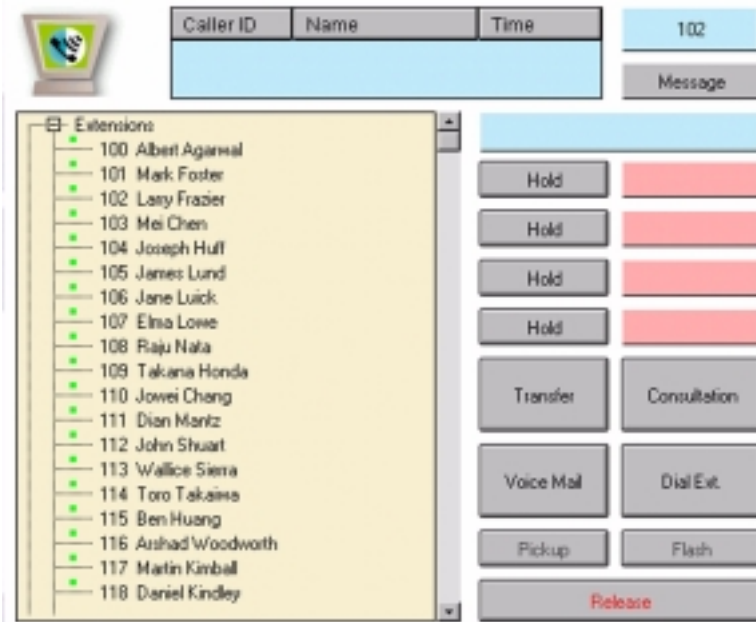 Caller ID Name Time
102
Message
Extensions
100 Albert Agarwal
101 Mark Foster
102 Larry Frazier
103 Mei Chen
104 Joseph Huff
105 James Lund
106 Jane Luick
107 Elma Lowe
108 Raju Nata
109 Takana Honda
110 Jowei Chang
111 Dian Mantz
112 John Shuart
113 Wallice Sierra
114 Toro Takaiwa
115 Ben Huang
116 Arshad Woodworth
117 Martin Kimball
118 Daniel Kindley
Hold
Hold
Hold
Hold
Transfer Consultation
Voice Mail Dial Ext.
Pickup Flash
Release